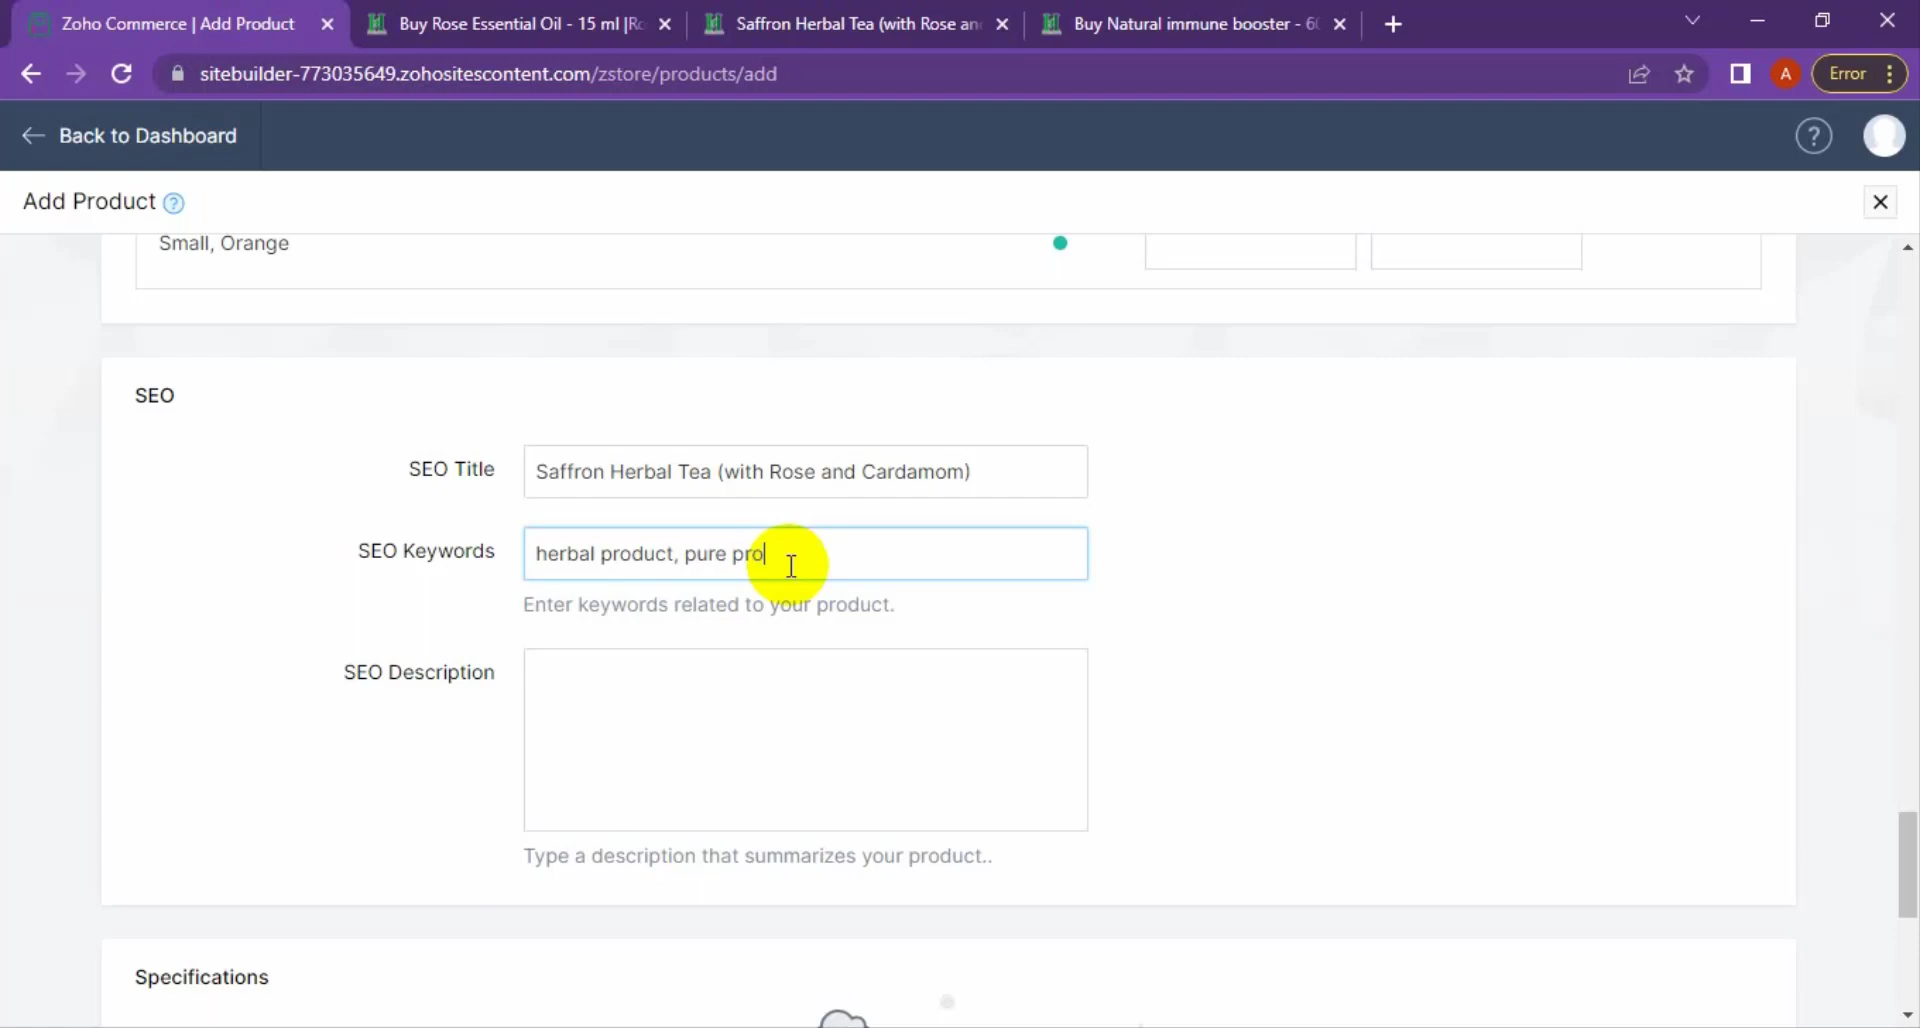 Zoho Commerce | Add Product
Buy Rose Essential Oil - 15 ml |Ro
Saffron Herbal Tea (with Rose an
Buy Natural immune booster - 60
sitebuilder-773035649.zohositescontent.com/zstore/products/add
A
Error
Back to Dashboard
?
Add Product ?
Small, Orange
SEO
SEO Title
Saffron Herbal Tea (with Rose and Cardamom)
SEO Keywords
herbal product, pure pro
Enter keywords related to your product.
SEO Description
Type a description that summarizes your product..
Specifications